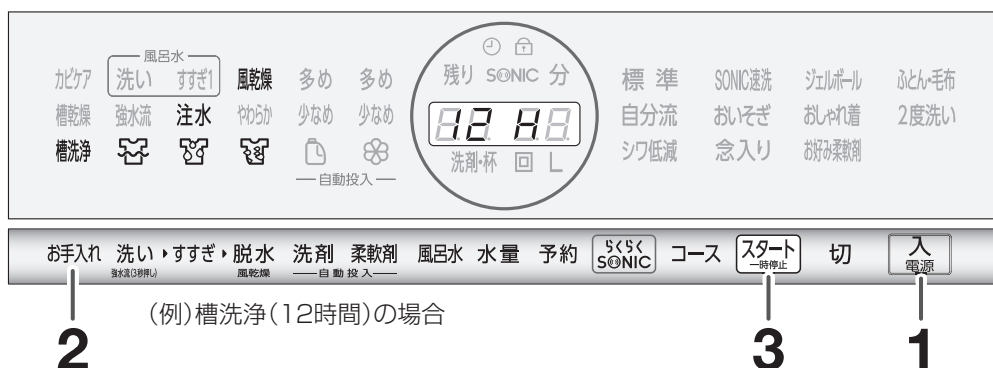 風呂水
カビケア 洗い すすぎ1 風乾燥 多め 多め 残り SONIC 分 標準 SONIC速洗 ジェルボール ふとん・毛布
槽乾燥 強水流 注水 やわらか 少なめ 少なめ 12 H 自分流 おいそぎ おしゃれ着 2度洗い
槽洗浄 洗剤・杯 回 L シワ低減 念入り お好み柔軟剤
自動投入
お手入れ 洗い すすぎ 脱水 洗剤 柔軟剤 風呂水 水量 予約 らくらく SONIC コース スタート 一時停止 切 入 電源
強水流(3秒押し) 風乾燥 自動投入
(例)槽洗浄(12時間)の場合
2 3 1